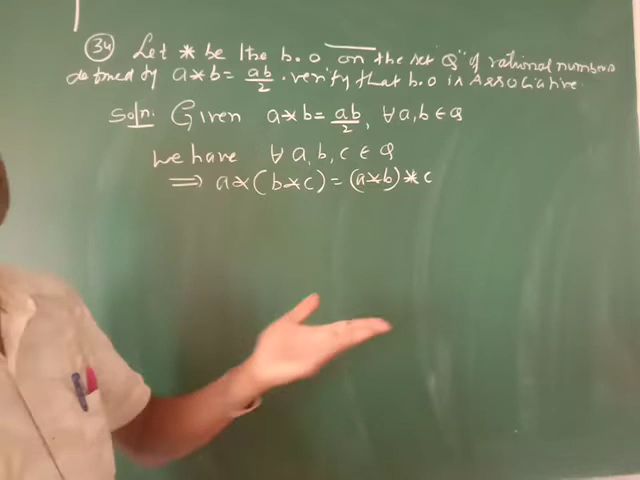 (34) Let * be the b.o on the set Q of rational numbers
defined by a*b = ab/2. verify that b.o is Associative.
Soln. Given a*b = ab/2, ∀ a,b ∈ Q
we have ∀ a, b, c ∈ Q
⇒ a*(b*c) = (a*b)*c